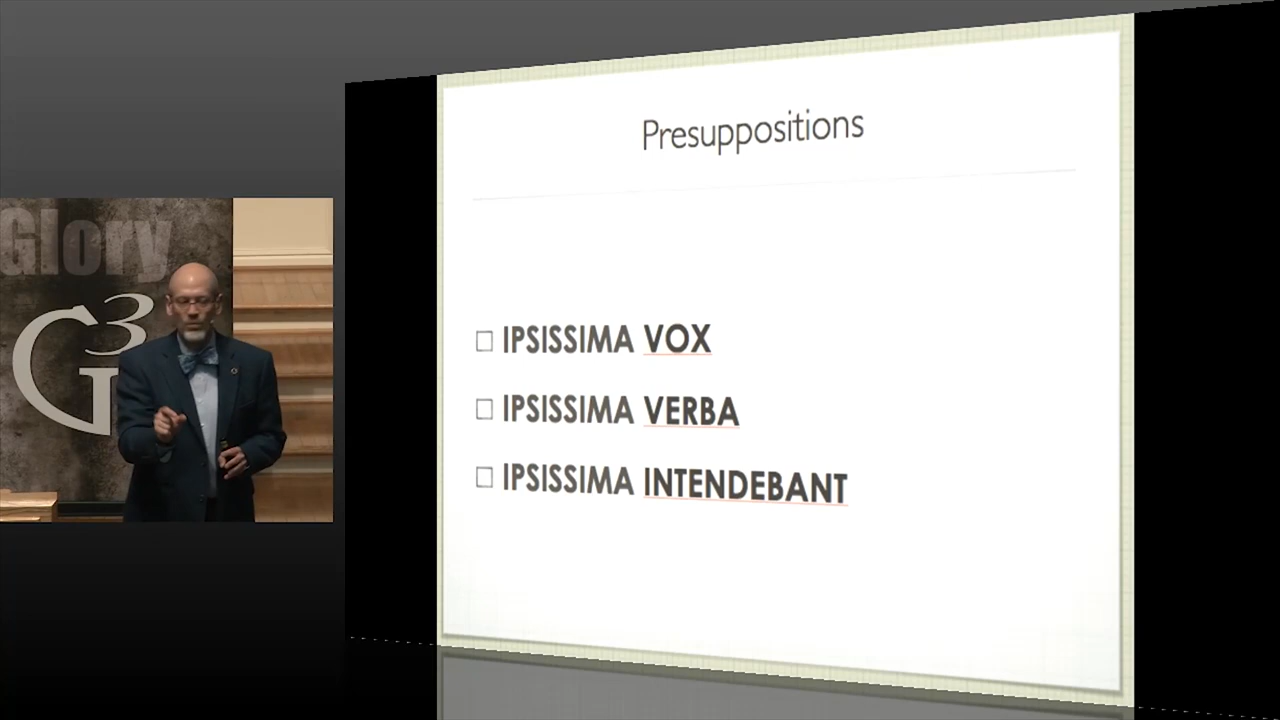 Glory
G3
Presuppositions
IPSISSIMA VOX
IPSISSIMA VERBA
IPSISSIMA INTENDEBANT